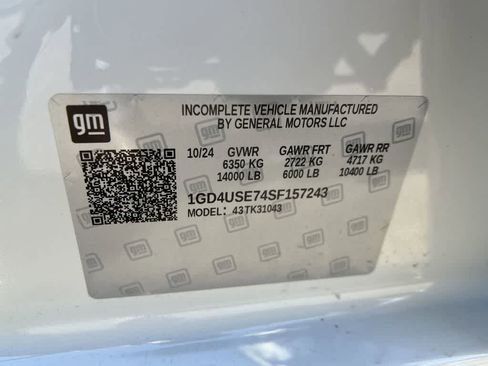 gm
INCOMPLETE VEHICLE MANUFACTURED
BY GENERAL MOTORS LLC
10/24 GVWR GAWR FRT GAWR RR
6350 KG 2722 KG 4717 KG
14000 LB 6000 LB 10400 LB
1GD4USE74SF157243
MODEL: 43TK31043